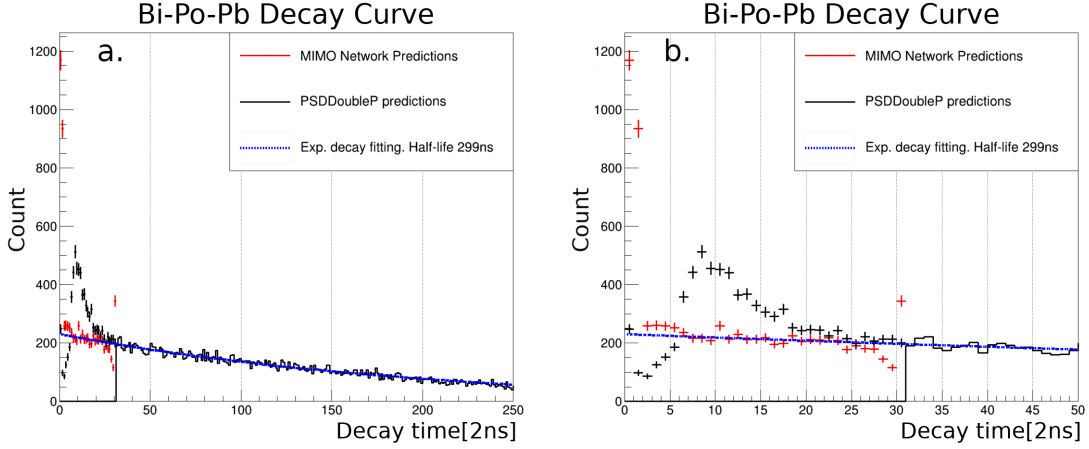 Bi-Po-Pb Decay Curve
a.
MIMO Network Predictions
PSDDoubleP predictions
Exp. decay fitting. Half-life 299ns
Count
1200
1000
800
600
400
200
0
0 50 100 150 200 250
Decay time[2ns]
Bi-Po-Pb Decay Curve
b.
MIMO Network Predictions
PSDDoubleP predictions
Exp. decay fitting. Half-life 299ns
Count
1200
1000
800
600
400
200
0
0 5 10 15 20 25 30 35 40 45 50
Decay time[2ns]